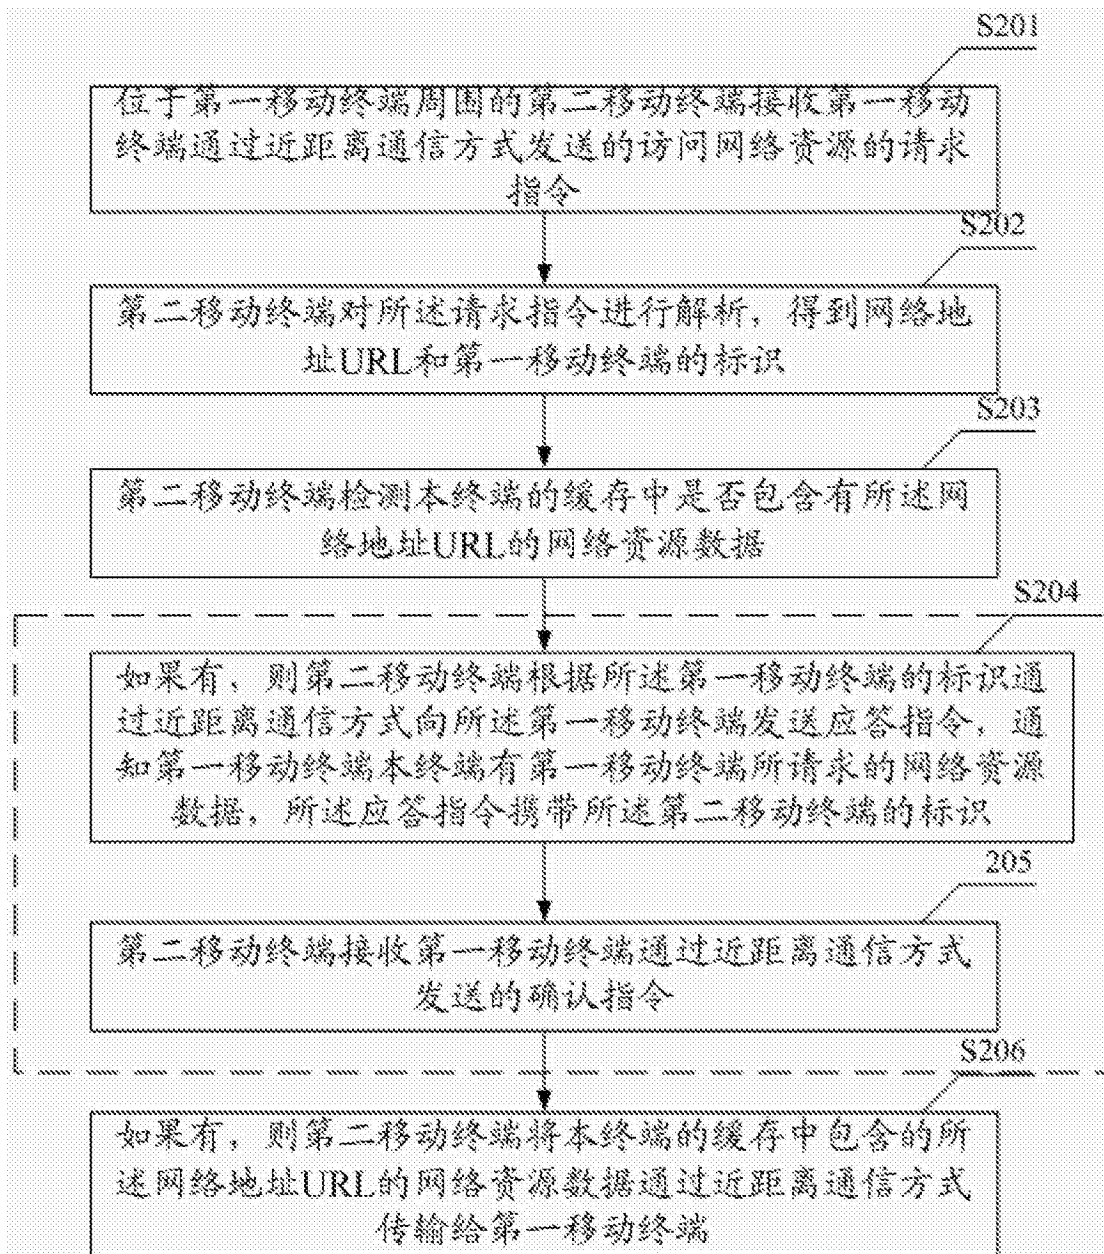 S201
位于第一移动终端周围的第二移动终端接收第一移动
终端通过近距离通信方式发送的访问网络资源的请求
指令
S202
第二移动终端对所述请求指令进行解析，得到网络地
址URL和第一移动终端的标识
S203
第二移动终端检测本终端的缓存中是否包含有所述网
络地址URL的网络资源数据
S204
如果有，则第二移动终端根据所述第一移动终端的标识通
过近距离通信方式向所述第一移动终端发送应答指令，通
知第一移动终端本终端有第一移动终端所请求的网络资源
数据，所述应答指令携带所述第二移动终端的标识
205
第二移动终端接收第一移动终端通过近距离通信方式
发送的确认指令
S206
如果有，则第二移动终端将本终端的缓存中包含的所
述网络地址URL的网络资源数据通过近距离通信方式
传输给第一移动终端